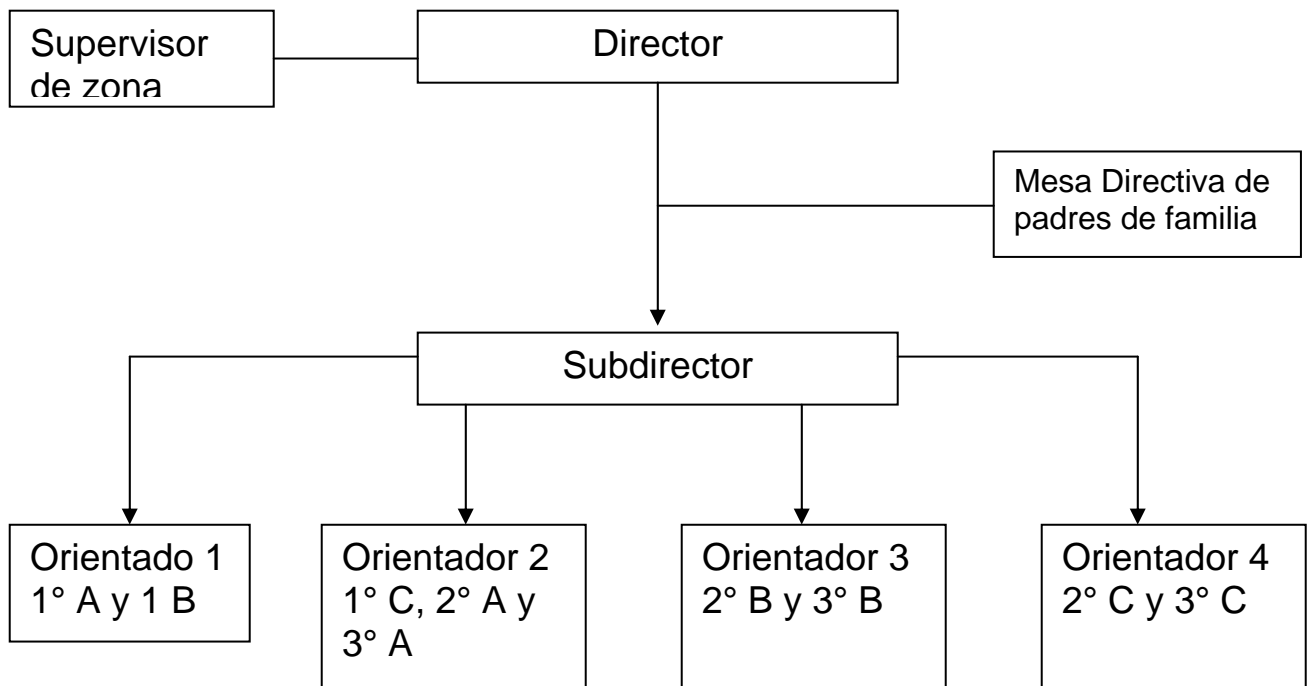 Supervisor
de zona
Director
Mesa Directiva de
padres de familia
Subdirector
Orientado 1
1° A y 1 B
Orientador 2
1° C, 2° A y
3° A
Orientador 3
2° B y 3° B
Orientador 4
2° C y 3° C